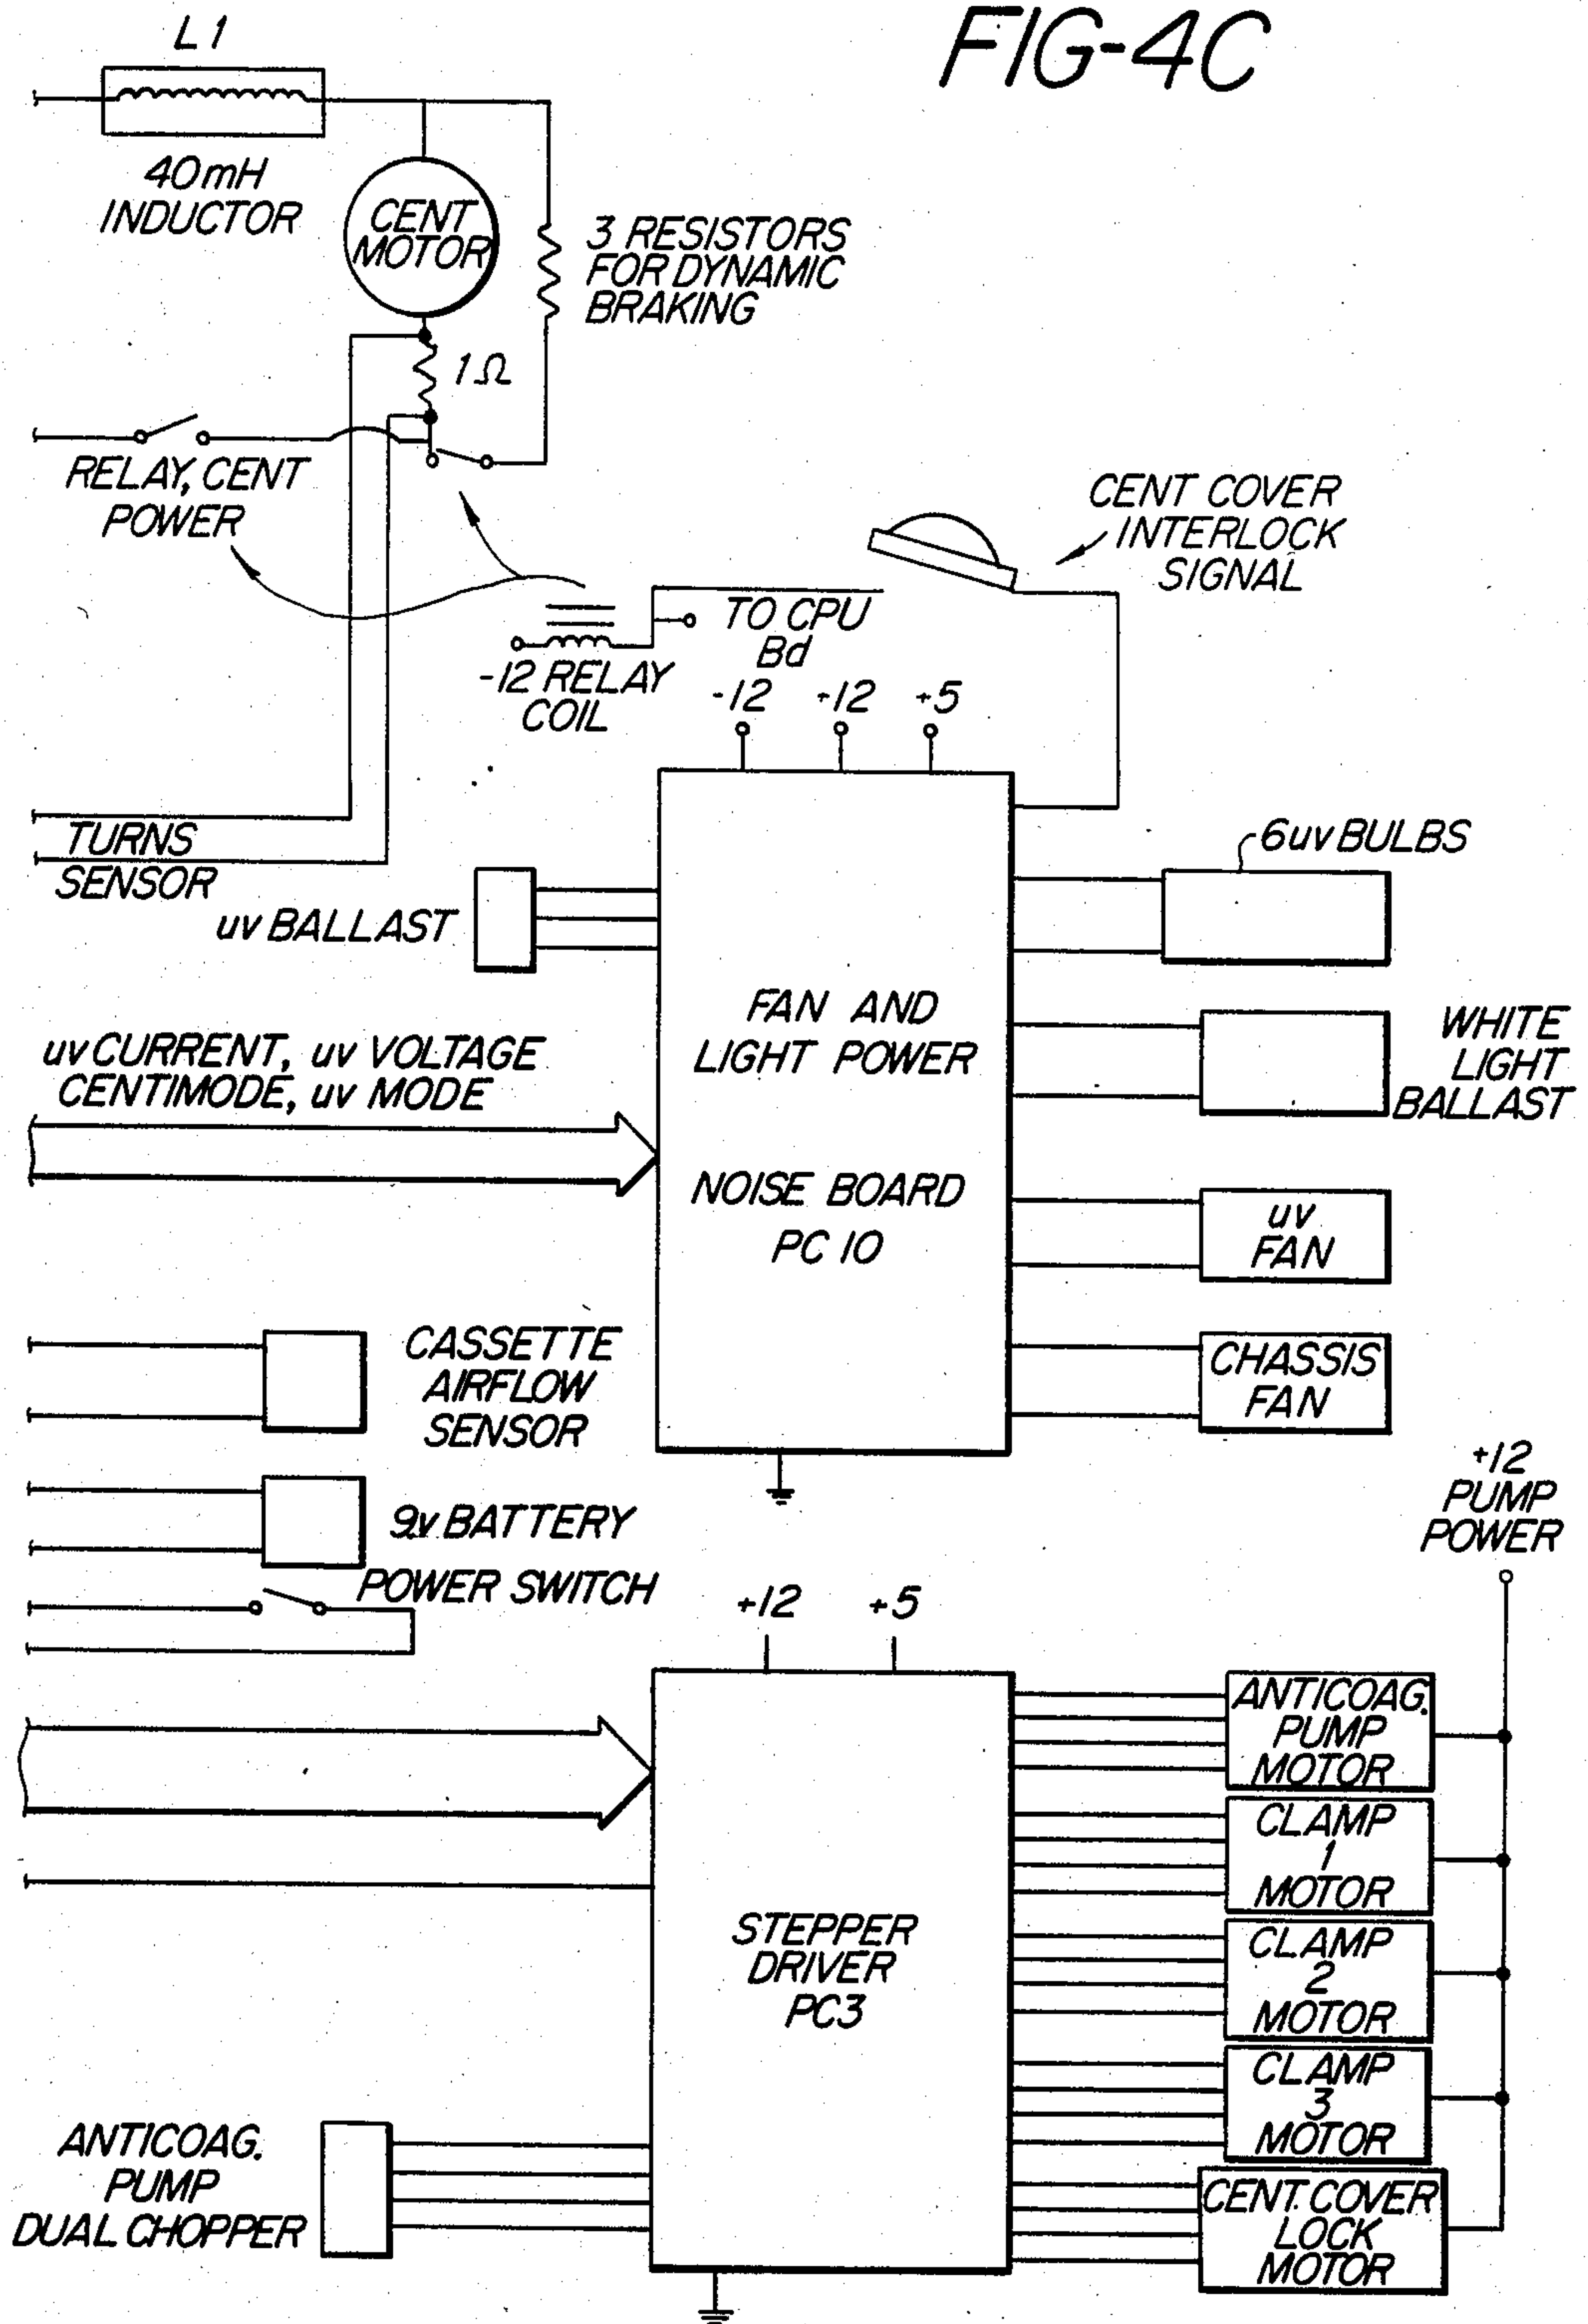 FIG-4C
L1
40mH
INDUCTOR
CENT
MOTOR
3 RESISTORS
FOR DYNAMIC
BRAKING
1Ω
RELAY, CENT
POWER
CENT COVER
INTERLOCK
SIGNAL
TO CPU
Bd
-12 RELAY
COIL
-12 +12 +5
TURNS
SENSOR
uv BALLAST
6uv BULBS
FAN AND
LIGHT POWER
NOISE BOARD
PC 10
WHITE
LIGHT
BALLAST
uv CURRENT, uv VOLTAGE
CENTIMODE, uv MODE
uv
FAN
CHASSIS
FAN
CASSETTE
AIRFLOW
SENSOR
9v BATTERY
POWER SWITCH
+12
PUMP
POWER
+12 +5
STEPPER
DRIVER
PC3
ANTICOAG.
PUMP
MOTOR
CLAMP
1
MOTOR
CLAMP
2
MOTOR
CLAMP
3
MOTOR
CENT. COVER
LOCK
MOTOR
ANTICOAG.
PUMP
DUAL CHOPPER